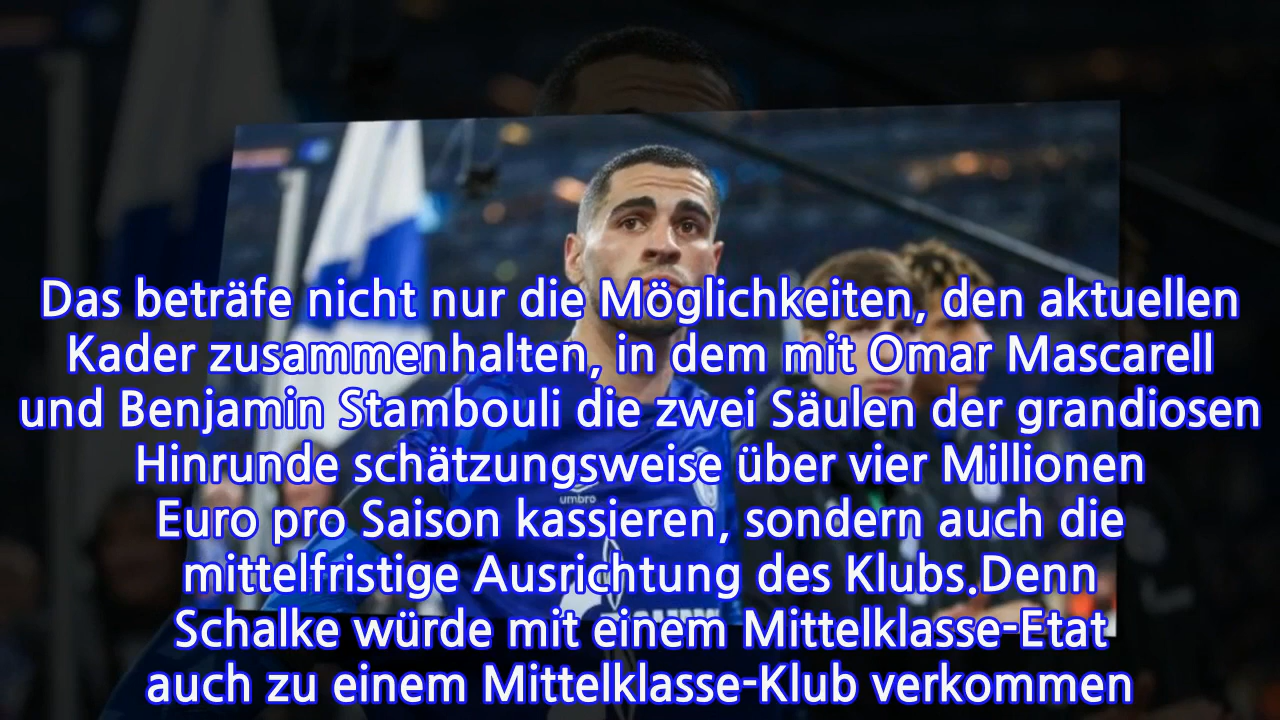 Das beträfe nicht nur die Möglichkeiten, den aktuellen
Kader zusammenhalten, in dem mit Omar Mascarell
und Benjamin Stambouli die zwei Säulen der grandiosen
Hinrunde schätzungsweise über vier Millionen
umbro
Euro pro Saison kassieren, sondern auch die
mittelfristige Ausrichtung des Klubs.Denn
Schalke würde mit einem Mittelklasse-Etat
auch zu einem Mittelklasse-Klub verkommen